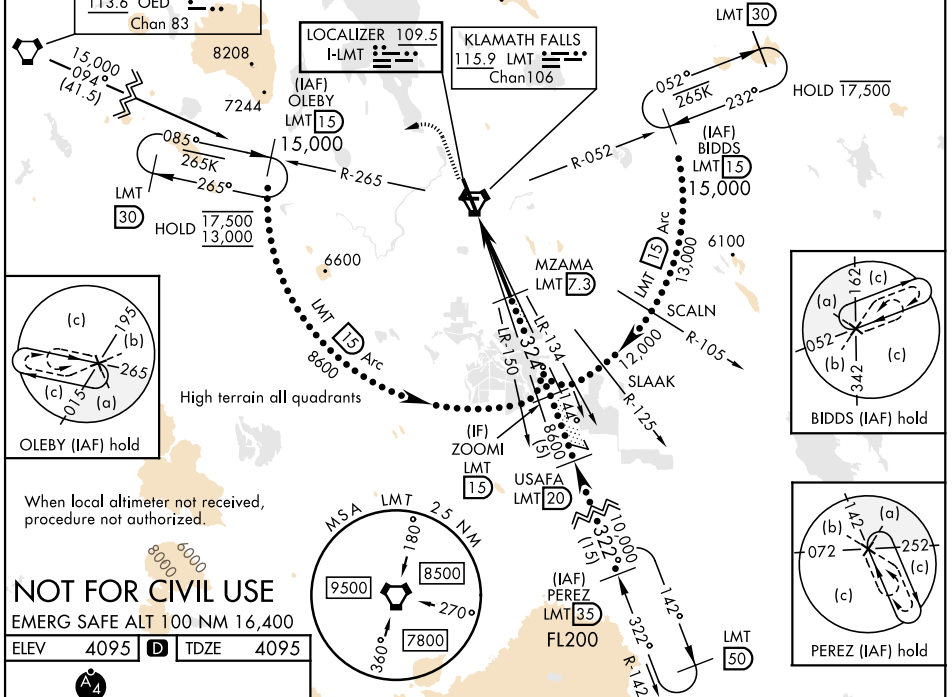 113.6 OED
Chan 83
15,000
094°
(41.5)
8208
7244
LOCALIZER 109.5
I-LMT
KLAMATH FALLS
115.9 LMT
Chan106
LMT 30
052°
265K
232°
HOLD 17,500
(IAF)
OLEBY
LMT 15
15,000
085°
265K
265°
LMT
30
HOLD 17,500
13,000
R-265
R-052
(IAF)
BIDDS
LMT 15
15,000
6600
6100
LMT 15 Arc
13,000
MZAMA
LMT 7.3
SCALN
R-105
LMT
15 Arc
8600
LR-134
LR-150
324°
12,000
SLAAK
R-125
144°
8600
(5)
High terrain all quadrants
(IF)
ZOOMI
LMT
15
USAFA
LMT 20
(c)
195
(b)
265
(c)
015
(a)
OLEBY (IAF) hold
162
(c)
(a)
052
(b)
(c)
342
BIDDS (IAF) hold
When local altimeter not received,
procedure not authorized.
8000
6000
MSA LMT 25 NM
180°
9500
8500
270°
7800
360°
10,000
322°
(15)
(IAF)
PEREZ
LMT 35
FL200
142°
322°
R-142
LMT
50
142
(a)
(b)
072
252
(c)
(c)
PEREZ (IAF) hold
NOT FOR CIVIL USE
EMERG SAFE ALT 100 NM 16,400
ELEV 4095 D TDZE 4095
A4